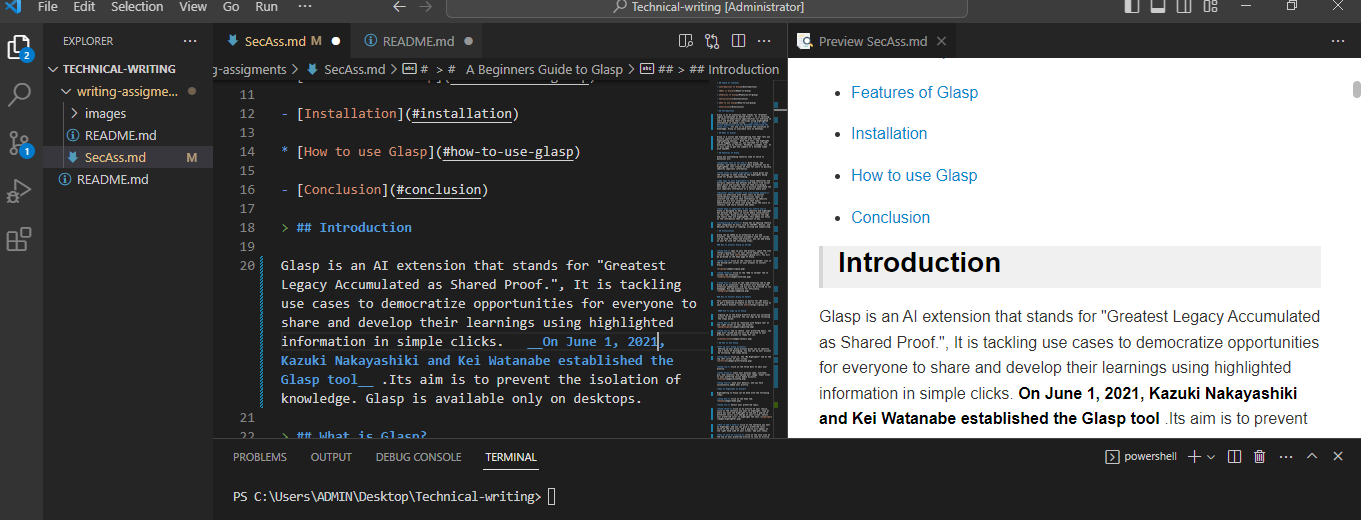 File Edit Selection View Go Run ··· Technical-writing [Administrator]
EXPLORER ···
TECHNICAL-WRITING
writing-assigme...
images
README.md
SecAss.md M
README.md
2
1
SecAss.md M
README.md
g-assigments > SecAss.md > # > # A Beginners Guide to Glasp > ## > ## Introduction
11
12 - [Installation](#installation)
13
14 * [How to use Glasp](#how-to-use-glasp)
15
16 - [Conclusion](#conclusion)
17
18 > ## Introduction
19
20 Glasp is an AI extension that stands for "Greatest
Legacy Accumulated as Shared Proof.", It is tackling
use cases to democratize opportunities for everyone to
share and develop their learnings using highlighted
information in simple clicks. __On June 1, 2021,
Kazuki Nakayashiki and Kei Watanabe established the
Glasp tool__ .Its aim is to prevent the isolation of
knowledge. Glasp is available only on desktops.
21
22 > ## What is Glasp?
Preview SecAss.md
• Features of Glasp
• Installation
• How to use Glasp
• Conclusion
Introduction
Glasp is an AI extension that stands for "Greatest Legacy Accumulated
as Shared Proof.", It is tackling use cases to democratize opportunities
for everyone to share and develop their learnings using highlighted
information in simple clicks. On June 1, 2021, Kazuki Nakayashiki
and Kei Watanabe established the Glasp tool .Its aim is to prevent
PROBLEMS OUTPUT DEBUG CONSOLE TERMINAL
powershell
PS C:\Users\ADMIN\Desktop\Technical-writing>